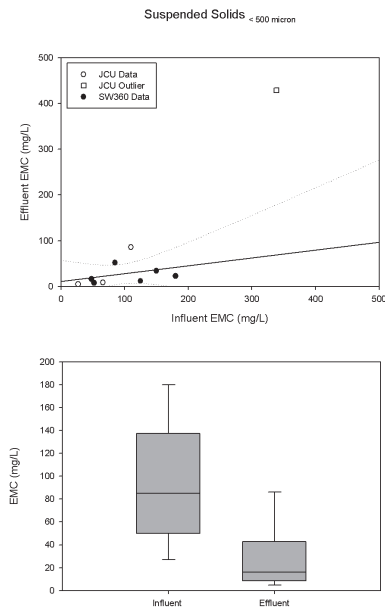 Suspended Solids < 500 micron
500
400
300
200
100
0
Effluent EMC (mg/L)
JCU Data
JCU Outlier
SW360 Data
0 100 200 300 400 500
Influent EMC (mg/L)
200
180
160
140
120
100
80
60
40
20
0
EMC (mg/L)
Influent Effluent